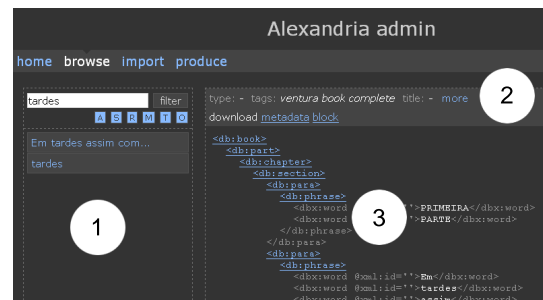 Alexandria admin
home browse import produce
tardes filter
A S R M T O
Em tardes assim com...
tardes
1
type: - tags: ventura book complete title: - more
download metadata block
2
<db:book>
<db:part>
<db:chapter>
<db:section>
<db:para>
<db:phrase>
<dbx:word ''>PRIMEIRA</dbx:word>
<dbx:word ''>PARTE</dbx:word>
</db:phrase>
</db:para>
3
<db:para>
<db:phrase>
<dbx:word @xml:id=''>Em</dbx:word>
<dbx:word @xml:id=''>tardes</dbx:word>
<dbx:word @xml:id=''>assim</dbx:word>